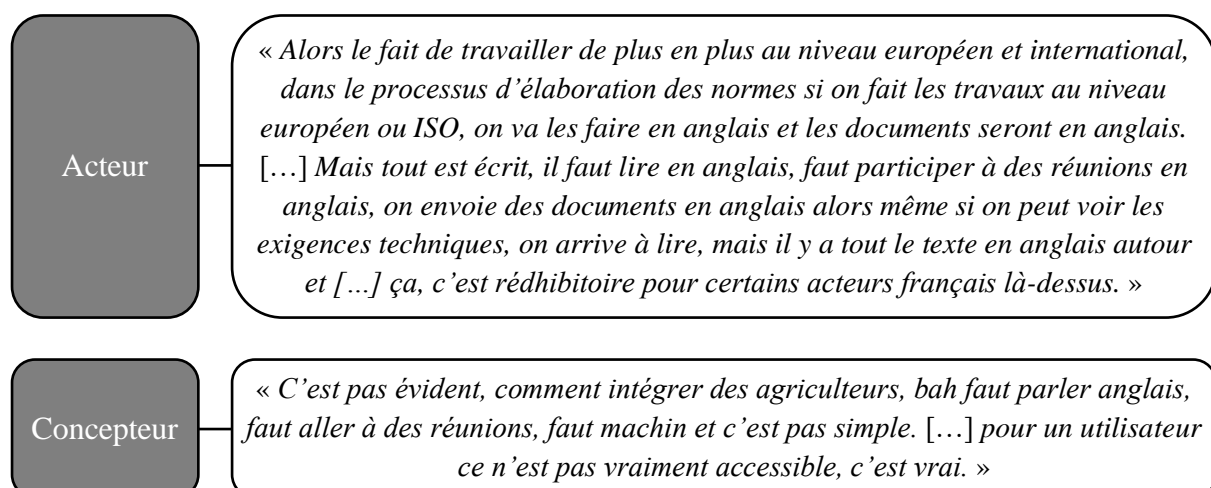 Acteur
« Alors le fait de travailler de plus en plus au niveau européen et international,
dans le processus d’élaboration des normes si on fait les travaux au niveau
européen ou ISO, on va les faire en anglais et les documents seront en anglais.
[…] Mais tout est écrit, il faut lire en anglais, faut participer à des réunions en
anglais, on envoie des documents en anglais alors même si on peut voir les
exigences techniques, on arrive à lire, mais il y a tout le texte en anglais autour
et […] ça, c’est rédhibitoire pour certains acteurs français là-dessus. »
Concepteur
« C’est pas évident, comment intégrer des agriculteurs, bah faut parler anglais,
faut aller à des réunions, faut machin et c’est pas simple. […] pour un utilisateur
ce n’est pas vraiment accessible, c’est vrai. »